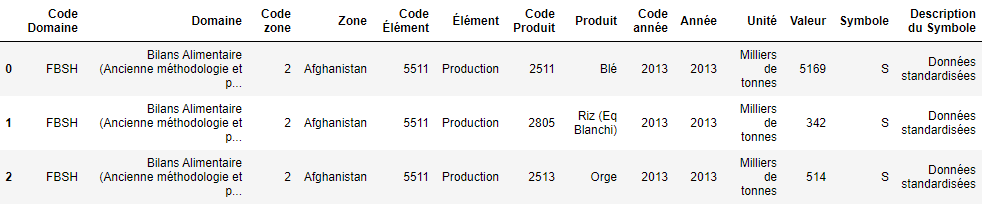 Code Domaine Domaine Code zone Zone Code Élément Élément Code Produit Produit Code année Année Unité Valeur Symbole Description du Symbole
0 FBSH Bilans Alimentaire (Ancienne méthodologie et p... 2 Afghanistan 5511 Production 2511 Blé 2013 2013 Milliers de tonnes 5169 S Données standardisées
1 FBSH Bilans Alimentaire (Ancienne méthodologie et p... 2 Afghanistan 5511 Production 2805 Riz (Eq Blanchi) 2013 2013 Milliers de tonnes 342 S Données standardisées
2 FBSH Bilans Alimentaire (Ancienne méthodologie et p... 2 Afghanistan 5511 Production 2513 Orge 2013 2013 Milliers de tonnes 514 S Données standardisées